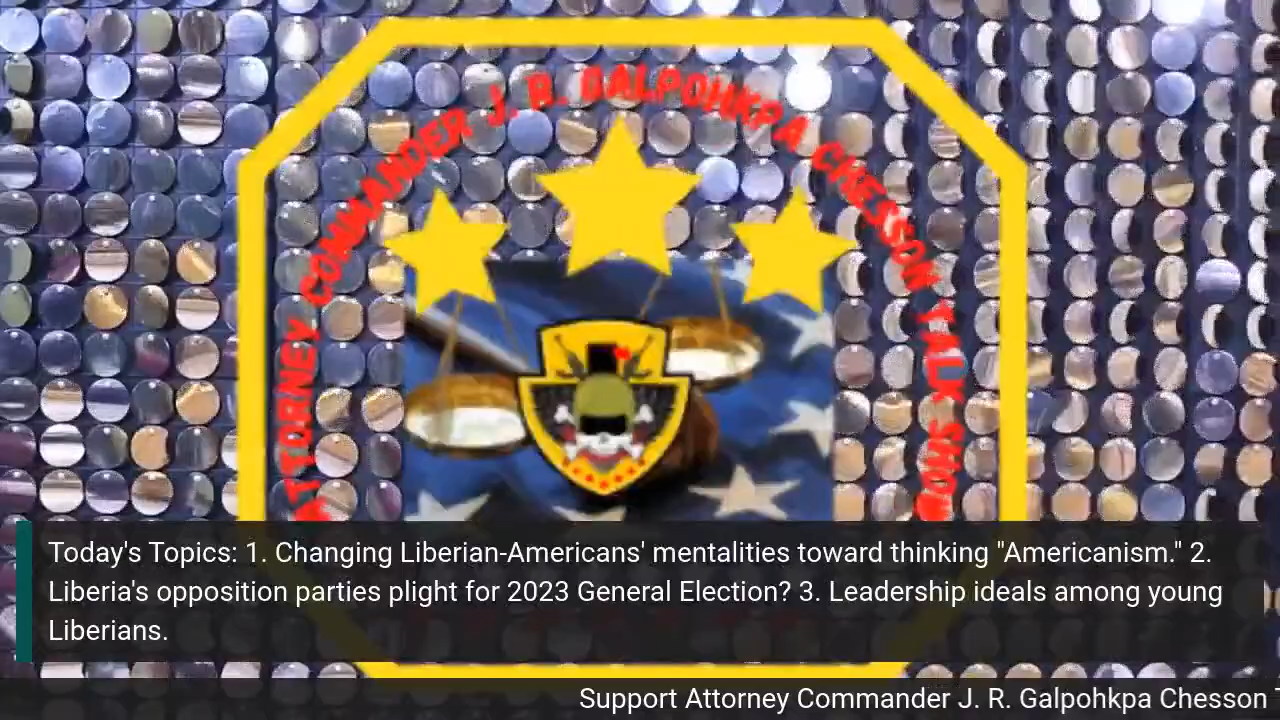 ATTORNEY COMMANDER J. R. GALPOHKPA CHESSON TALK SHOW
Today's Topics: 1. Changing Liberian-Americans' mentalities toward thinking "Americanism." 2.
Liberia's opposition parties plight for 2023 General Election? 3. Leadership ideals among young
Liberians.
Support Attorney Commander J. R. Galpohkpa Chesson